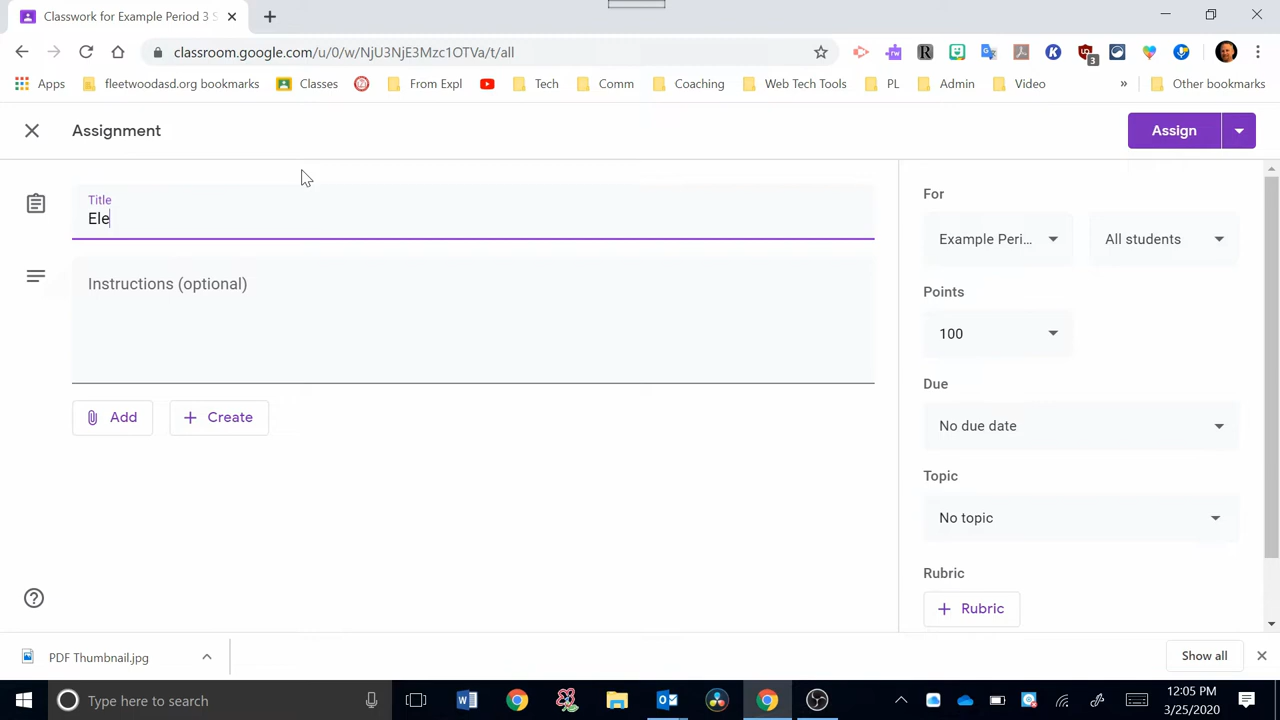 Classwork for Example Period 3 S
classroom.google.com/u/0/w/NjU3NjE3Mzc1OTVa/t/all
3
Apps
fleetwoodasd.org bookmarks
Classes
From Expl
Tech
Comm
Coaching
Web Tech Tools
PL
Admin
Video
»
Other bookmarks
Assignment
Assign
Title
Ele
Instructions (optional)
Add
Create
For
Example Peri...
All students
Points
100
Due
No due date
Topic
No topic
Rubric
Rubric
PDF Thumbnail.jpg
Show all
Type here to search
12:05 PM
3/25/2020